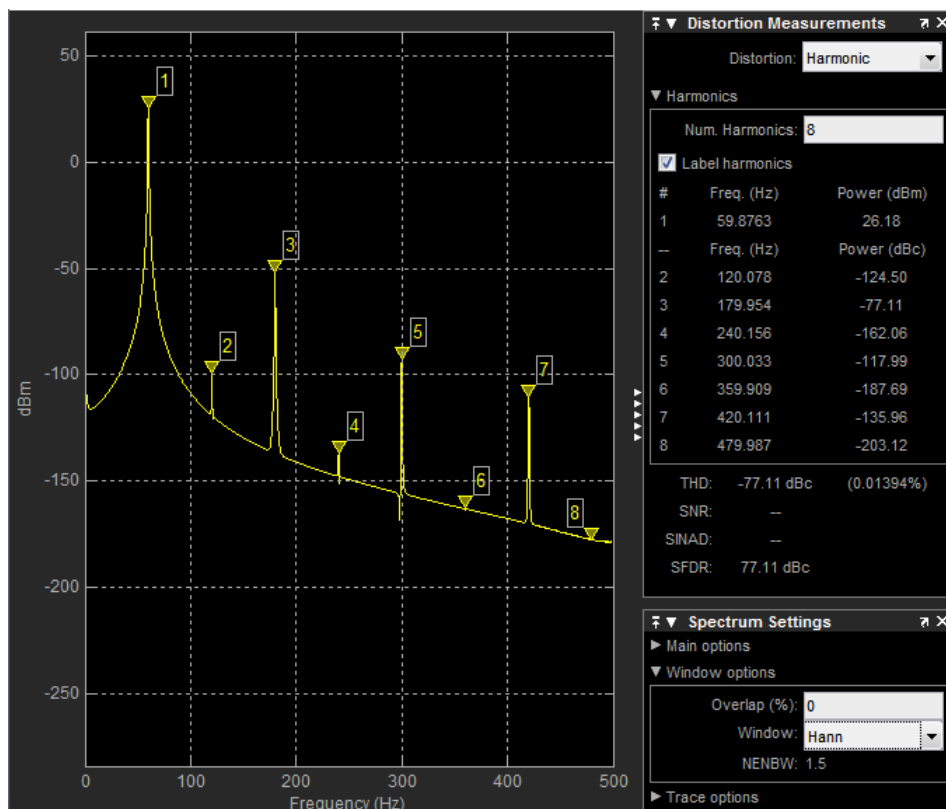 50
0
-50
-100
-150
-200
-250
dBm
0 100 200 300 400 500
Frequency (Hz)
1
2
3
4
5
6
7
8
Distortion Measurements
Distortion: Harmonic
Harmonics
Num. Harmonics: 8
Label harmonics
# Freq. (Hz) Power (dBm)
1 59.8763 26.18
-- Freq. (Hz) Power (dBc)
2 120.078 -124.50
3 179.954 -77.11
4 240.156 -162.06
5 300.033 -117.99
6 359.909 -187.69
7 420.111 -135.96
8 479.987 -203.12
THD: -77.11 dBc (0.01394%)
SNR: --
SINAD: --
SFDR: 77.11 dBc
Spectrum Settings
Main options
Window options
Overlap (%): 0
Window: Hann
NENBW: 1.5
Trace options